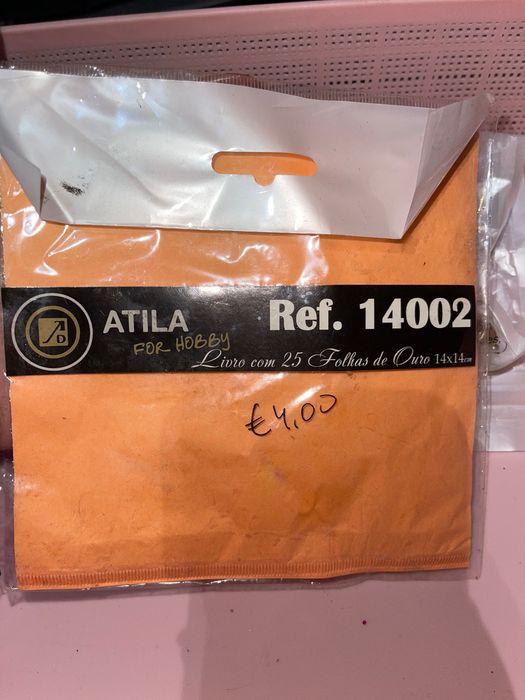 ATILA
FOR HOBBY
Ref. 14002
Livro com 25 Folhas de Ouro 14x14cm
€4,00